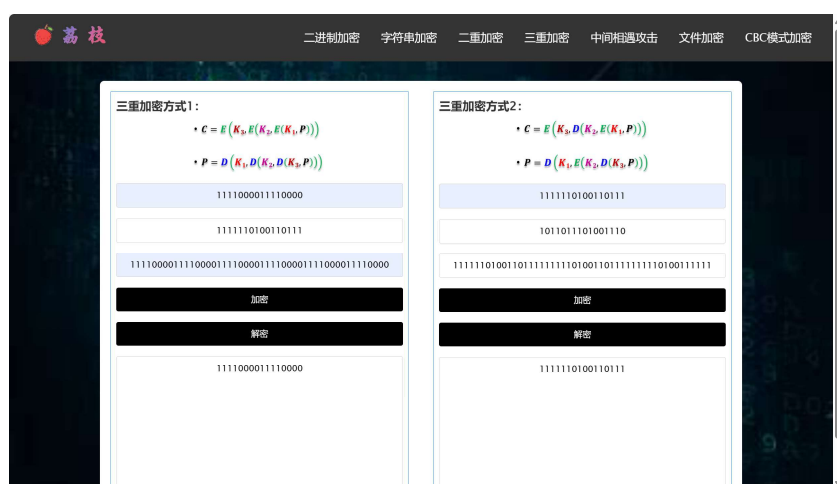 荔枝
二进制加密 字符串加密 二重加密 三重加密 中间相遇攻击 文件加密 CBC模式加密
三重加密方式1:
• C = E(K₃, E(K₂, E(K₁, P)))
• P = D(K₁, D(K₂, D(K₃, P)))
1111000011110000
1111110100110111
111100001111000011110000111100001111000011110000
加密
解密
1111000011110000
三重加密方式2:
• C = E(K₃, D(K₂, E(K₁, P)))
• P = D(K₁, E(K₂, D(K₃, P)))
1111110100110111
1011011101001110
加密
解密
1111110100110111